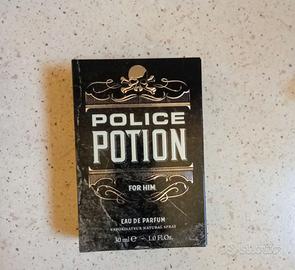 POLICE
POTION
FOR HIM
EAU DE PARFUM
VAPORISATEUR NATURAL SPRAY
30 ml e 1.0 FL.Oz.